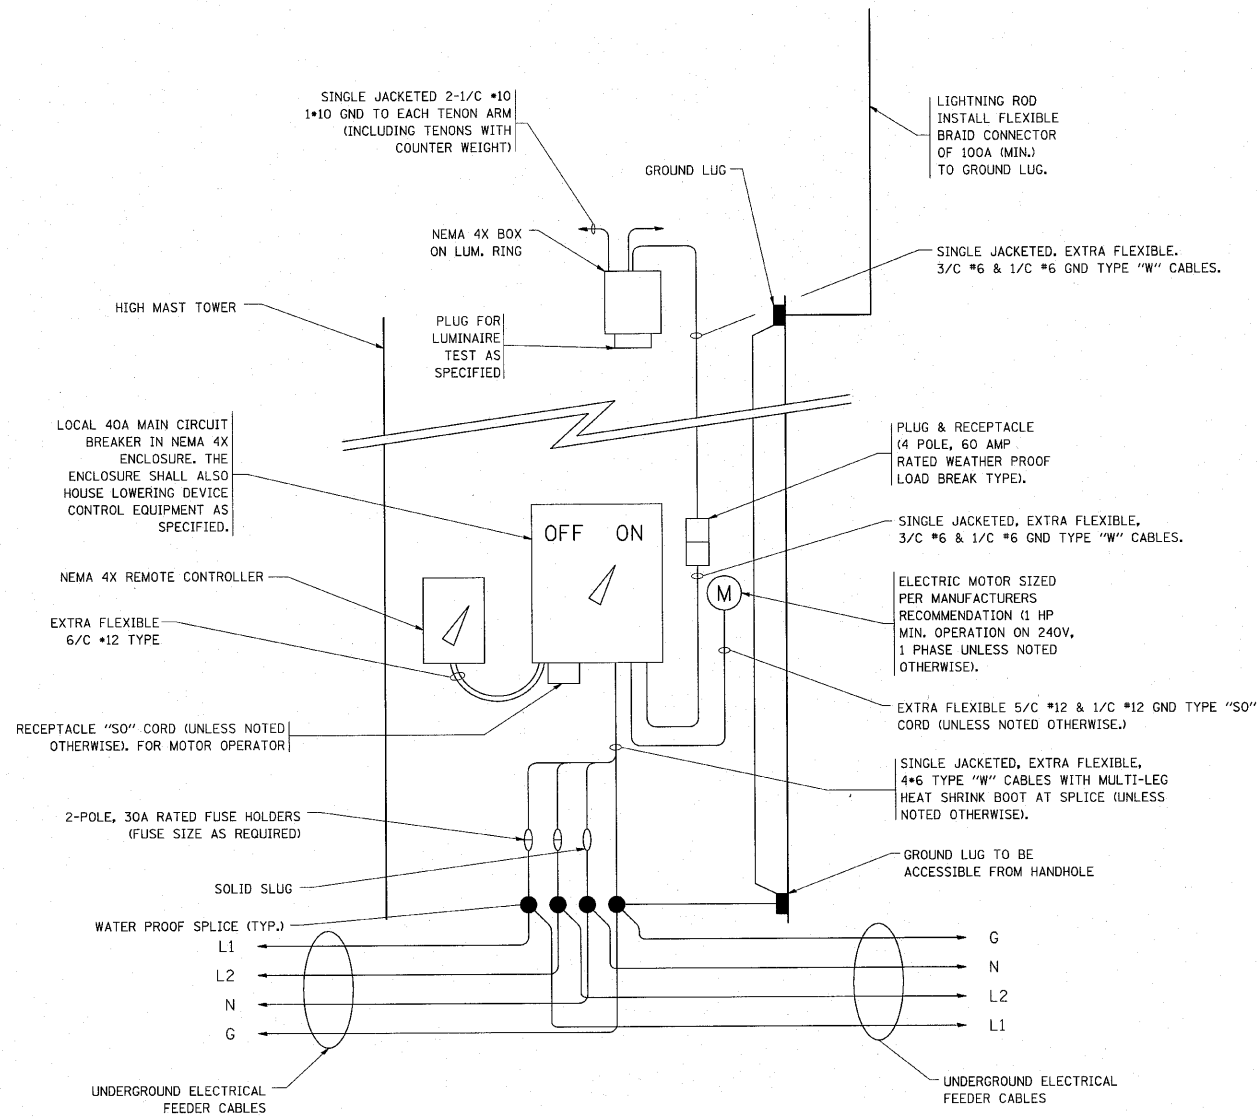 SINGLE JACKETED 2-1/C #10
1#10 GND TO EACH TENON ARM
(INCLUDING TENONS WITH
COUNTER WEIGHT)
LIGHTNING ROD
INSTALL FLEXIBLE
BRAID CONNECTOR
OF 100A (MIN.)
TO GROUND LUG.
GROUND LUG
NEMA 4X BOX
ON LUM. RING
SINGLE JACKETED. EXTRA FLEXIBLE.
3/C #6 & 1/C #6 GND TYPE "W" CABLES.
HIGH MAST TOWER
PLUG FOR
LUMINAIRE
TEST AS
SPECIFIED
LOCAL 40A MAIN CIRCUIT
BREAKER IN NEMA 4X
ENCLOSURE. THE
ENCLOSURE SHALL ALSO
HOUSE LOWERING DEVICE
CONTROL EQUIPMENT AS
SPECIFIED.
PLUG & RECEPTACLE
(4 POLE, 60 AMP
RATED WEATHER PROOF
LOAD BREAK TYPE).
OFF ON
SINGLE JACKETED, EXTRA FLEXIBLE,
3/C #6 & 1/C #6 GND TYPE "W" CABLES.
NEMA 4X REMOTE CONTROLLER
M
ELECTRIC MOTOR SIZED
PER MANUFACTURERS
RECOMMENDATION (1 HP
MIN. OPERATION ON 240V,
1 PHASE UNLESS NOTED
OTHERWISE).
EXTRA FLEXIBLE
6/C #12 TYPE
EXTRA FLEXIBLE 5/C #12 & 1/C #12 GND TYPE "SO"
CORD (UNLESS NOTED OTHERWISE.)
RECEPTACLE "SO" CORD (UNLESS NOTED
OTHERWISE). FOR MOTOR OPERATOR
SINGLE JACKETED, EXTRA FLEXIBLE,
4#6 TYPE "W" CABLES WITH MULTI-LEG
HEAT SHRINK BOOT AT SPLICE (UNLESS
NOTED OTHERWISE).
2-POLE, 30A RATED FUSE HOLDERS
(FUSE SIZE AS REQUIRED)
GROUND LUG TO BE
ACCESSIBLE FROM HANDHOLE
SOLID SLUG
WATER PROOF SPLICE (TYP.)
L1
L2
N
G
G
N
L2
L1
UNDERGROUND ELECTRICAL
FEEDER CABLES
UNDERGROUND ELECTRICAL
FEEDER CABLES